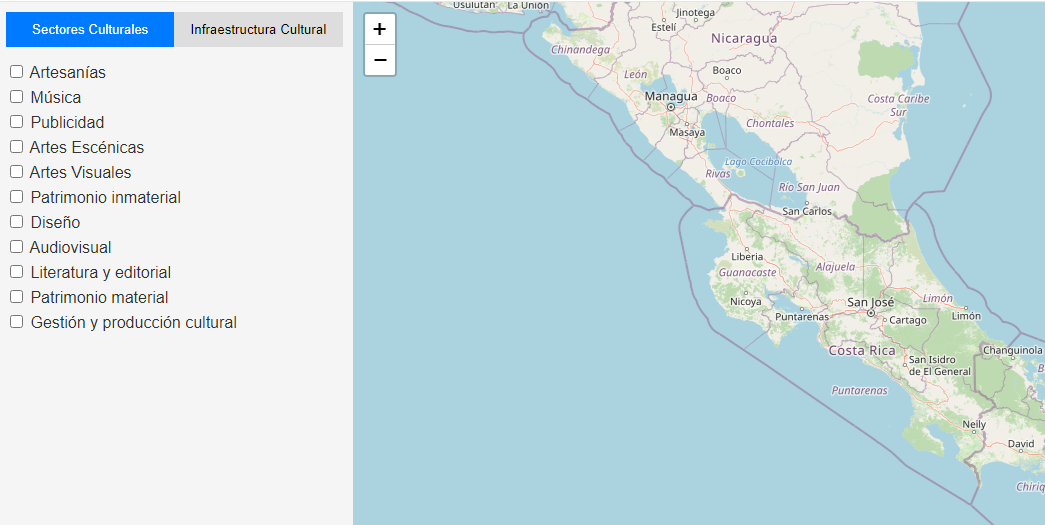 Sectores Culturales
Infraestructura Cultural
Artesanías
Música
Publicidad
Artes Escénicas
Artes Visuales
Patrimonio inmaterial
Diseño
Audiovisual
Literatura y editorial
Patrimonio material
Gestión y producción cultural
+
−
Usulután
La Unión
Jinotega
Estelí
Nicaragua
Chinandega
León
Boaco
Managua
Boaco
Costa Caribe
Sur
Masaya
Chontales
Lago Cocibolca
Rivas
Río San Juan
San Carlos
Liberia
Guanacaste
Alajuela
Nicoya
San José
Limón
Puntarenas
Cartago
Limón
Costa Rica
Changuinola
San Isidro
de El General
Puntarenas
Neily
David